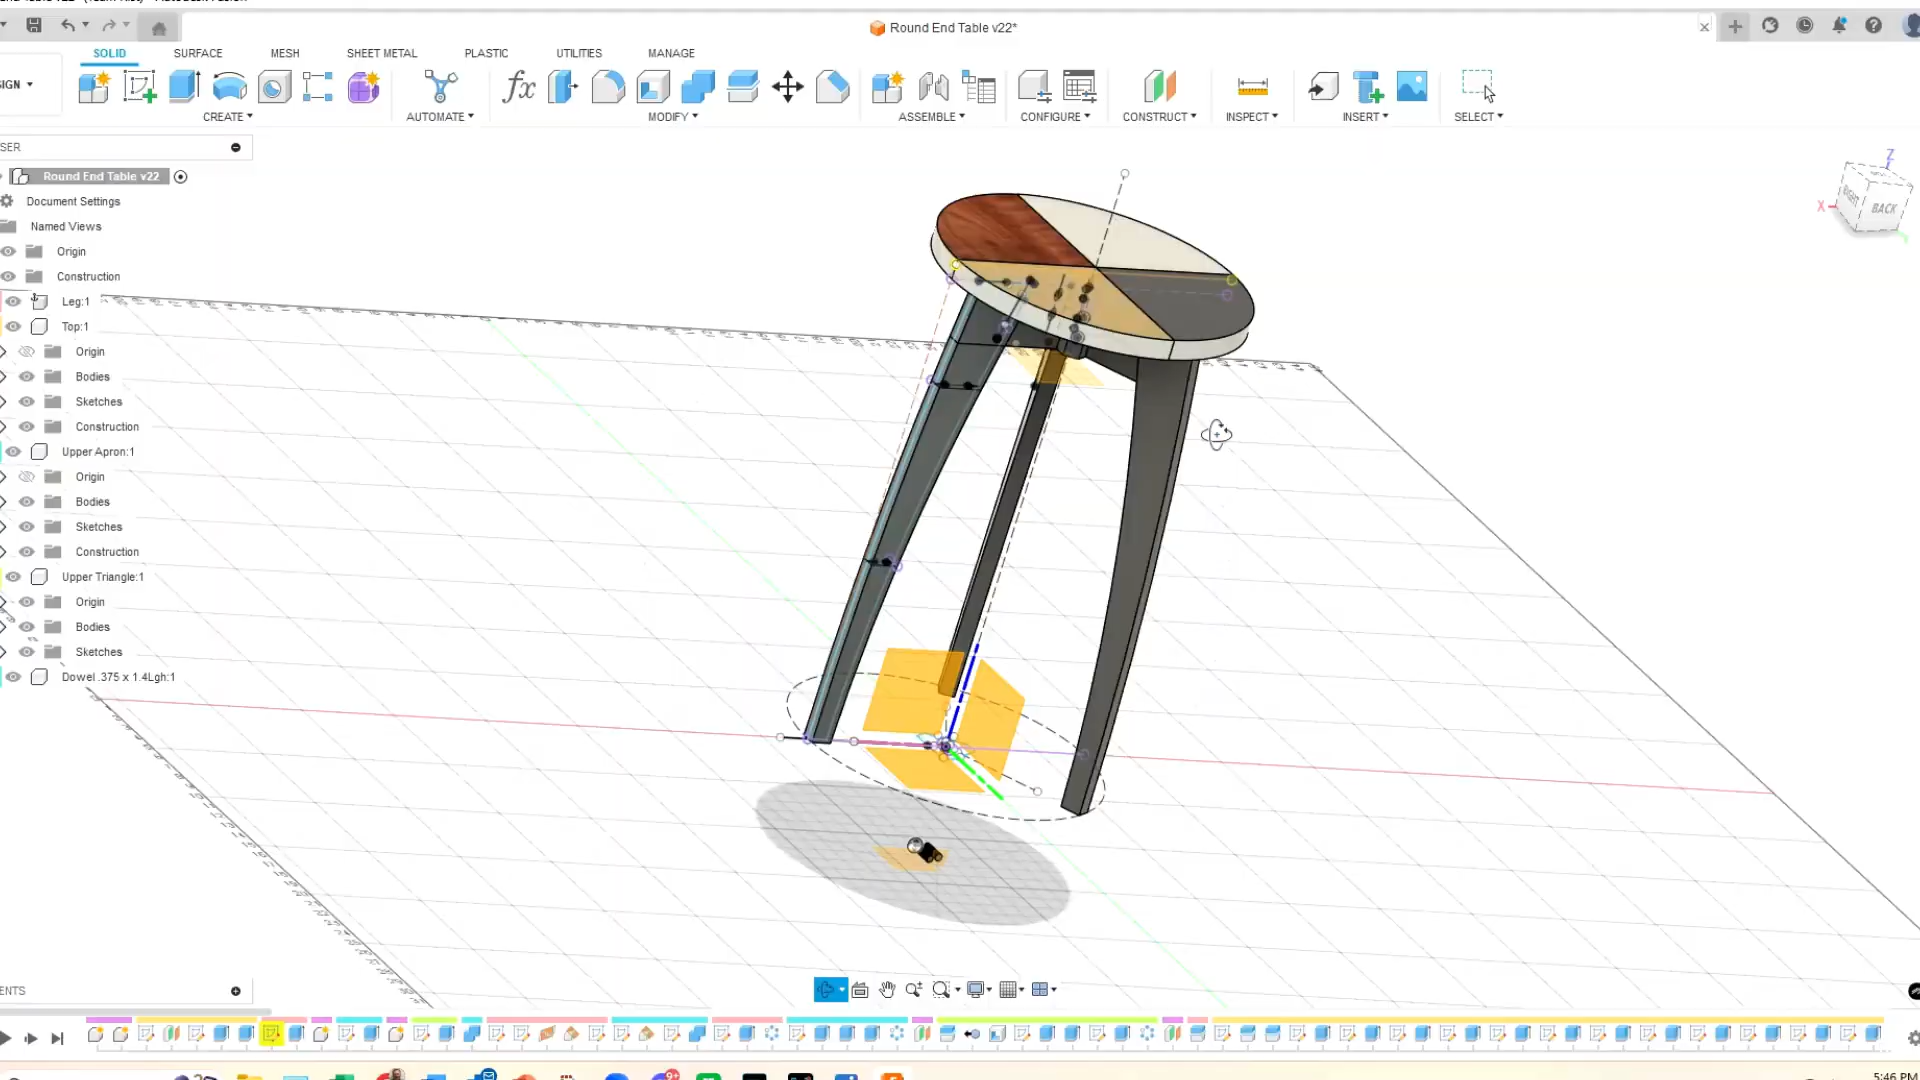 Round End Table v22*
SOLID
SURFACE
MESH
SHEET METAL
PLASTIC
UTILITIES
MANAGE
IGN
CREATE
AUTOMATE
MODIFY
ASSEMBLE
CONFIGURE
CONSTRUCT
INSPECT
INSERT
SELECT
fx
SER
Round End Table v22
Document Settings
Named Views
Origin
Construction
Leg:1
Top:1
Origin
Bodies
Sketches
Construction
Upper Apron:1
Origin
Bodies
Sketches
Construction
Upper Triangle:1
Origin
Bodies
Sketches
Dowel .375 x 1.4Lgh:1
Z
X
RIGHT
BACK
ENTS
9+
5:46 PM